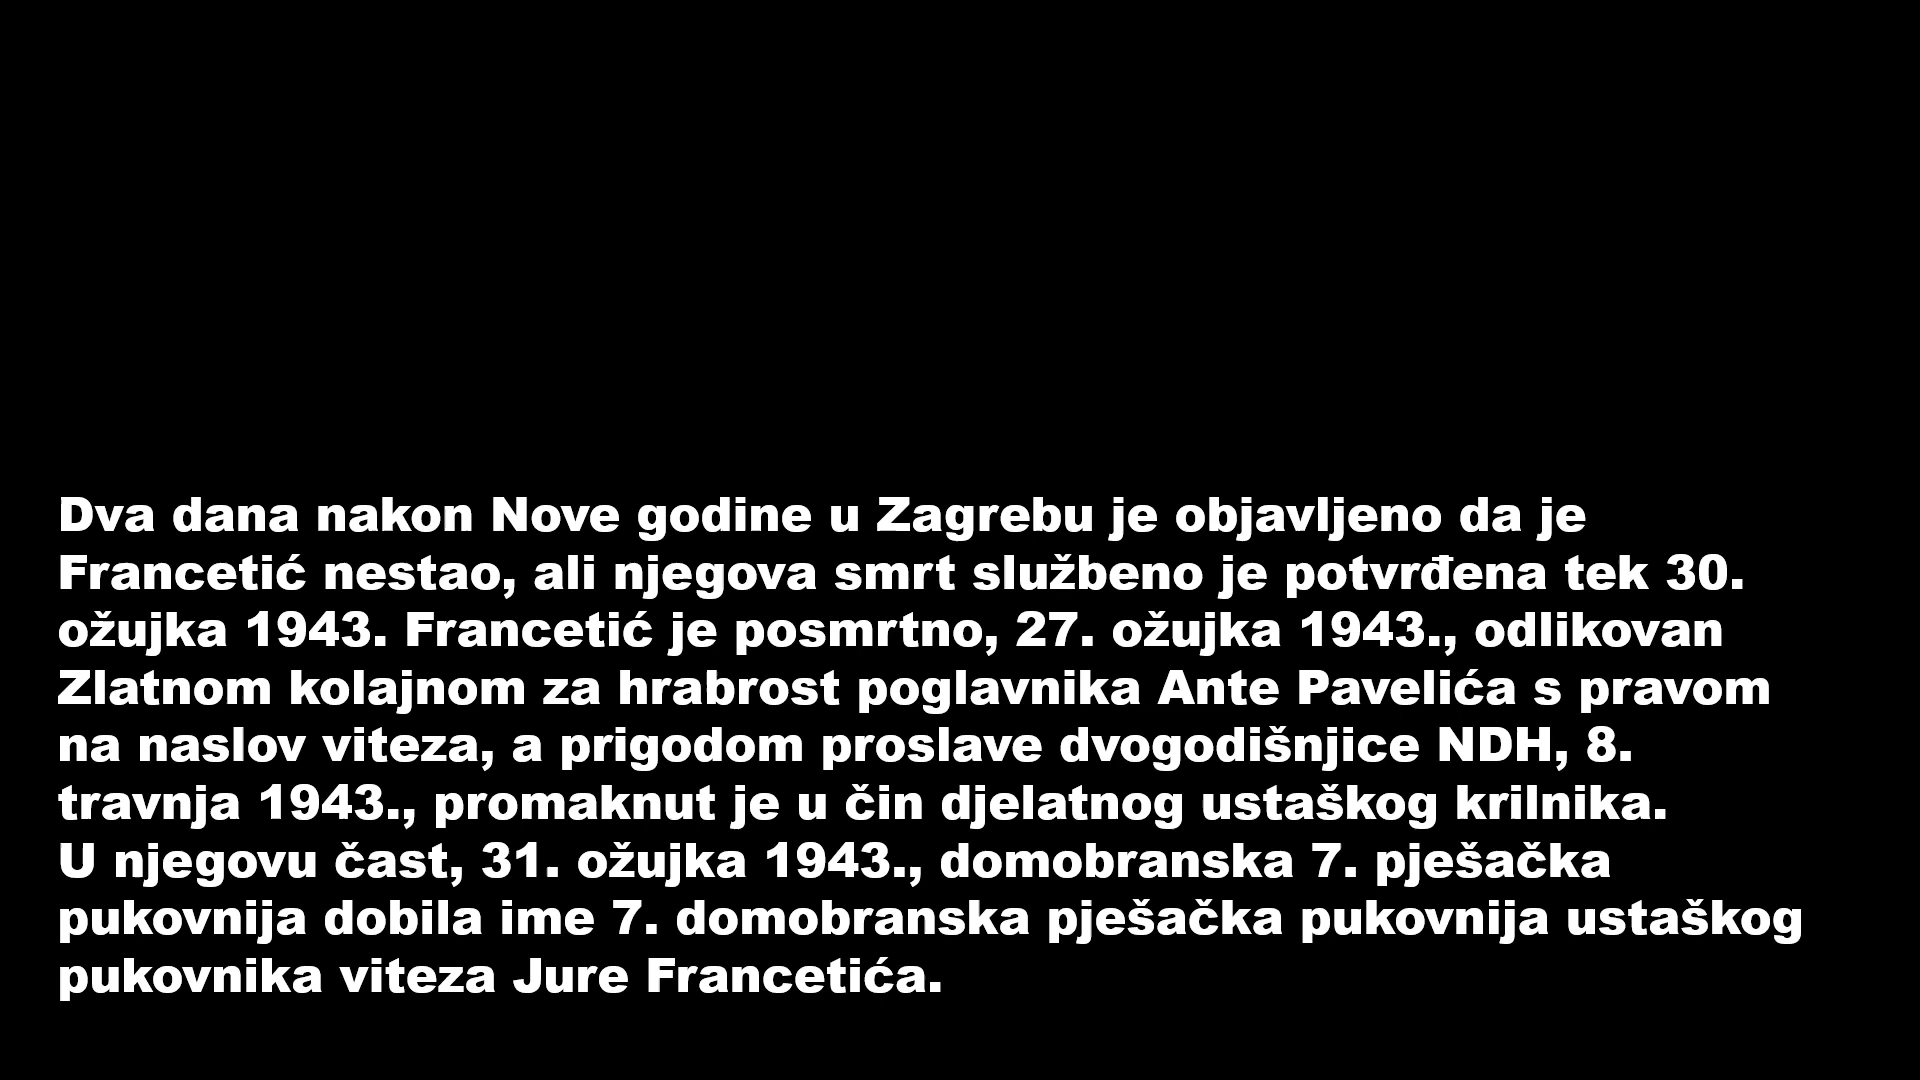 Dva dana nakon Nove godine u Zagrebu je objavljeno da je
Francetić nestao, ali njegova smrt službeno je potvrđena tek 30.
ožujka 1943. Francetić je posmrtno, 27. ožujka 1943., odlikovan
Zlatnom kolajnom za hrabrost poglavnika Ante Pavelića s pravom
na naslov viteza, a prigodom proslave dvogodišnjice NDH, 8.
travnja 1943., promaknut je u čin djelatnog ustaškog krilnika.
U njegovu čast, 31. ožujka 1943., domobranska 7. pješačka
pukovnija dobila ime 7. domobranska pješačka pukovnija ustaškog
pukovnika viteza Jure Francetića.